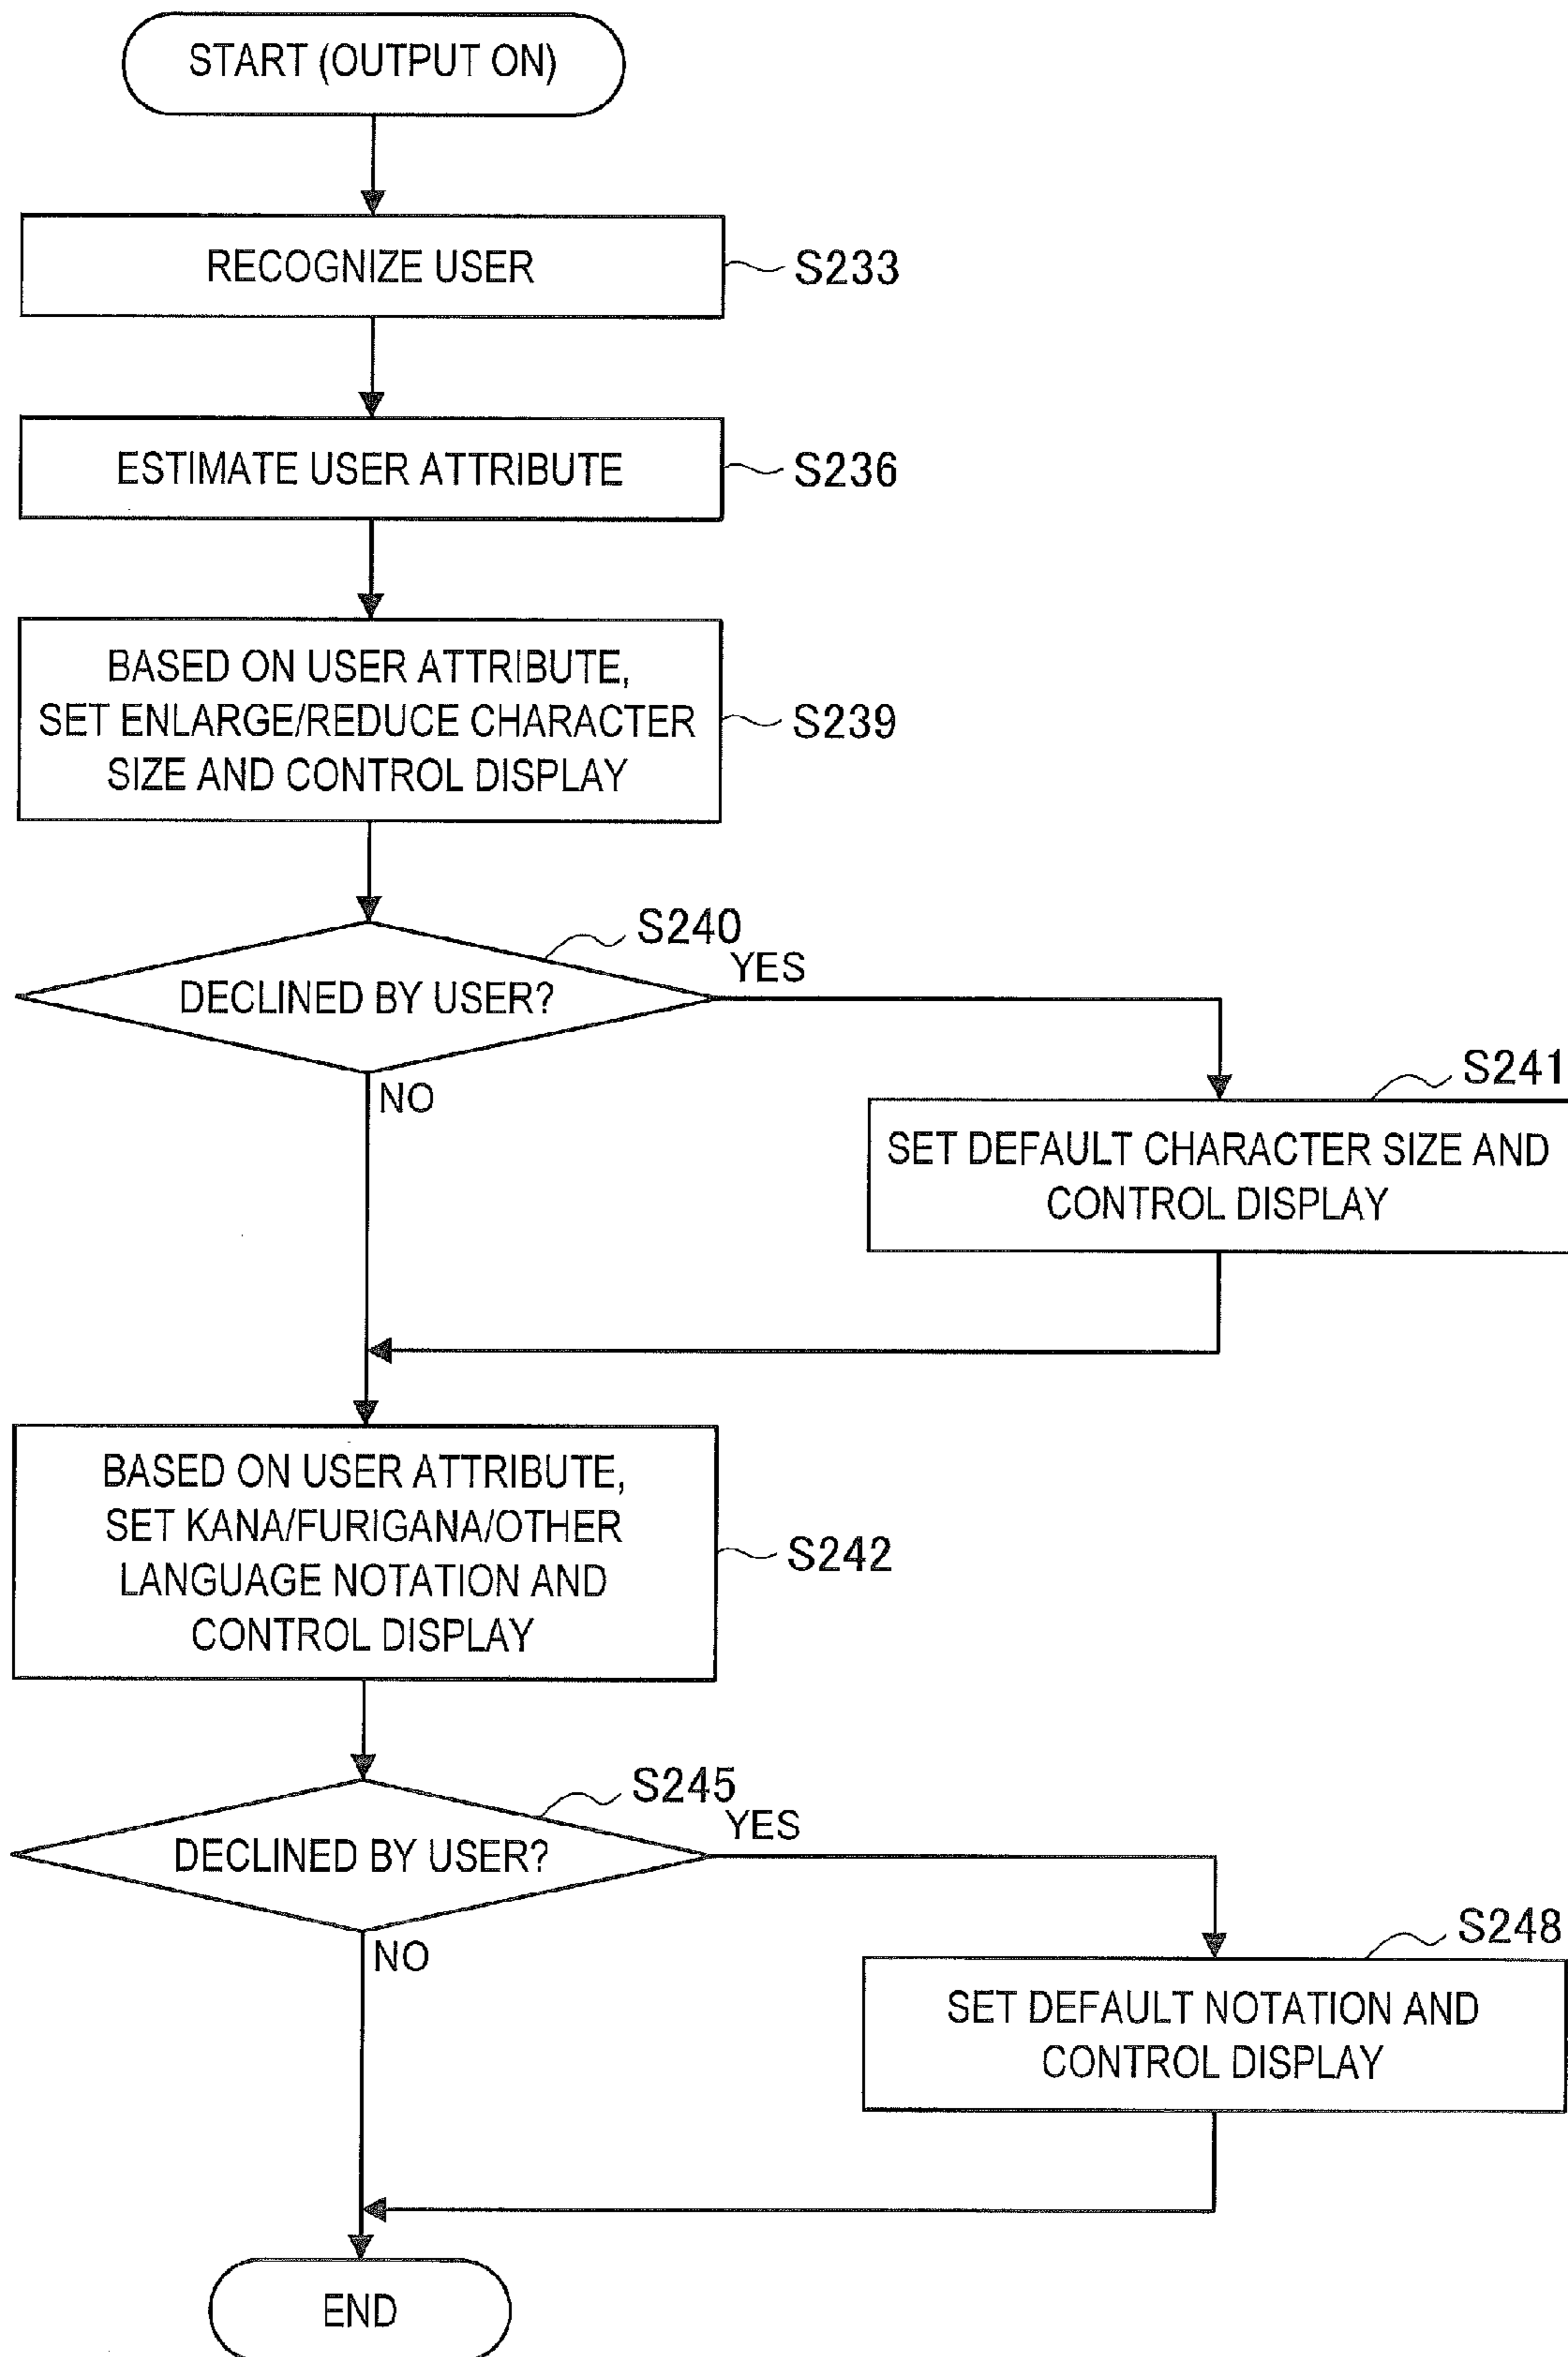 START (OUTPUT ON)
RECOGNIZE USER
S233
ESTIMATE USER ATTRIBUTE
S236
BASED ON USER ATTRIBUTE,
SET ENLARGE/REDUCE CHARACTER
SIZE AND CONTROL DISPLAY
S239
S240
DECLINED BY USER?
YES
NO
S241
SET DEFAULT CHARACTER SIZE AND
CONTROL DISPLAY
BASED ON USER ATTRIBUTE,
SET KANA/FURIGANA/OTHER
LANGUAGE NOTATION AND
CONTROL DISPLAY
S242
S245
DECLINED BY USER?
YES
NO
S248
SET DEFAULT NOTATION AND
CONTROL DISPLAY
END